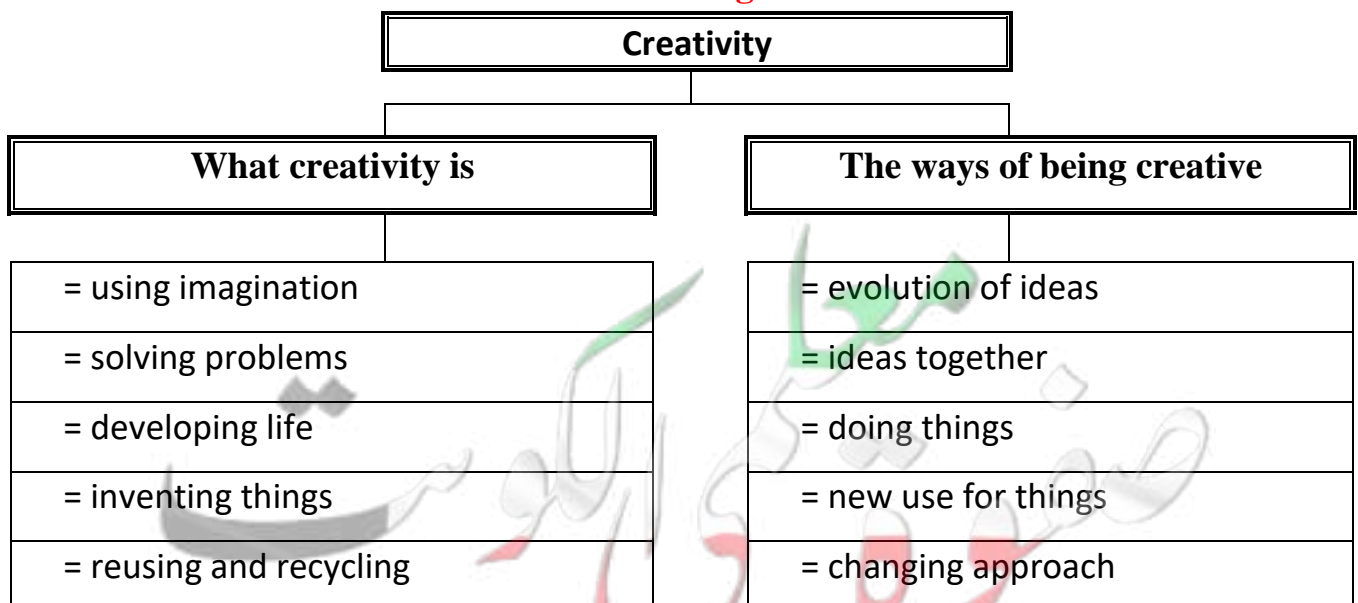 Creativity
What creativity is
= using imagination
= solving problems
= developing life
= inventing things
= reusing and recycling
The ways of being creative
= evolution of ideas
= ideas together
= doing things
= new use for things
= changing approach